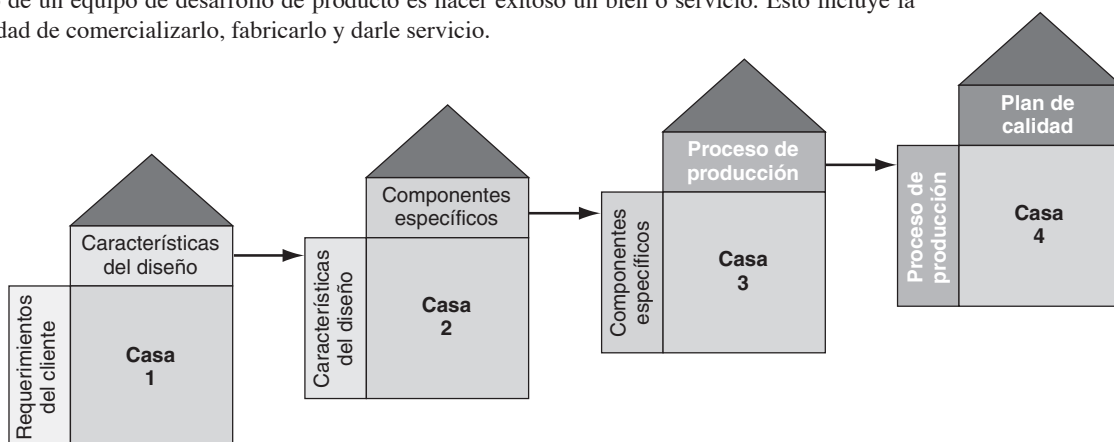 de un equipo de desarrollo de producto es hacer exitoso un bien o servicio. Esto incluye la
dad de comercializarlo, fabricarlo y darle servicio.
Características
del diseño
Requerimientos
del cliente
Casa
1
Componentes
específicos
Características
del diseño
Casa
2
Proceso de
producción
Componentes
específicos
Casa
3
Plan de
calidad
Proceso de
producción
Casa
4